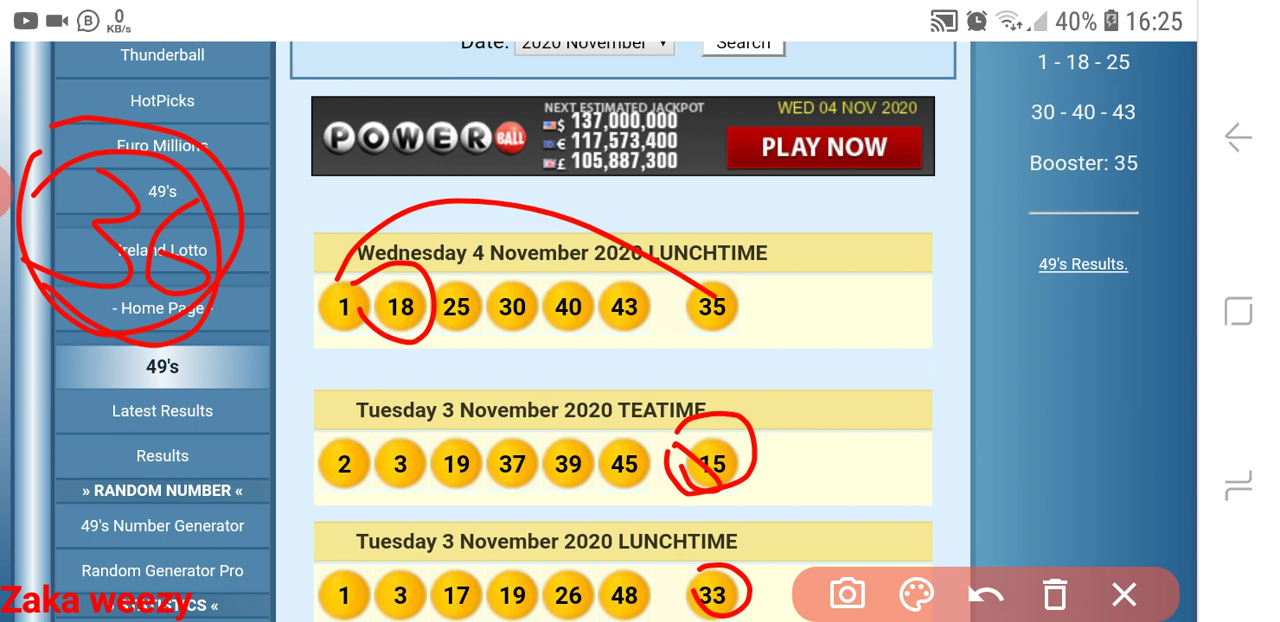 0
KB/s
40% 16:25
Thunderball
HotPicks
Euro Millions
49's
Ireland Lotto
- Home Page -
49's
Latest Results
Results
» RANDOM NUMBER «
49's Number Generator
Random Generator Pro
» STATISTICS «
Zaka weezy
36
Date: 2020 November Search
POWER BALL
NEXT ESTIMATED JACKPOT
$ 137,000,000
€ 117,573,400
£ 105,887,300
WED 04 NOV 2020
PLAY NOW
Wednesday 4 November 2020 LUNCHTIME
1 18 25 30 40 43 35
Tuesday 3 November 2020 TEATIME
2 3 19 37 39 45 15
Tuesday 3 November 2020 LUNCHTIME
1 3 17 19 26 48 33
1 - 18 - 25
30 - 40 - 43
Booster: 35
49's Results.